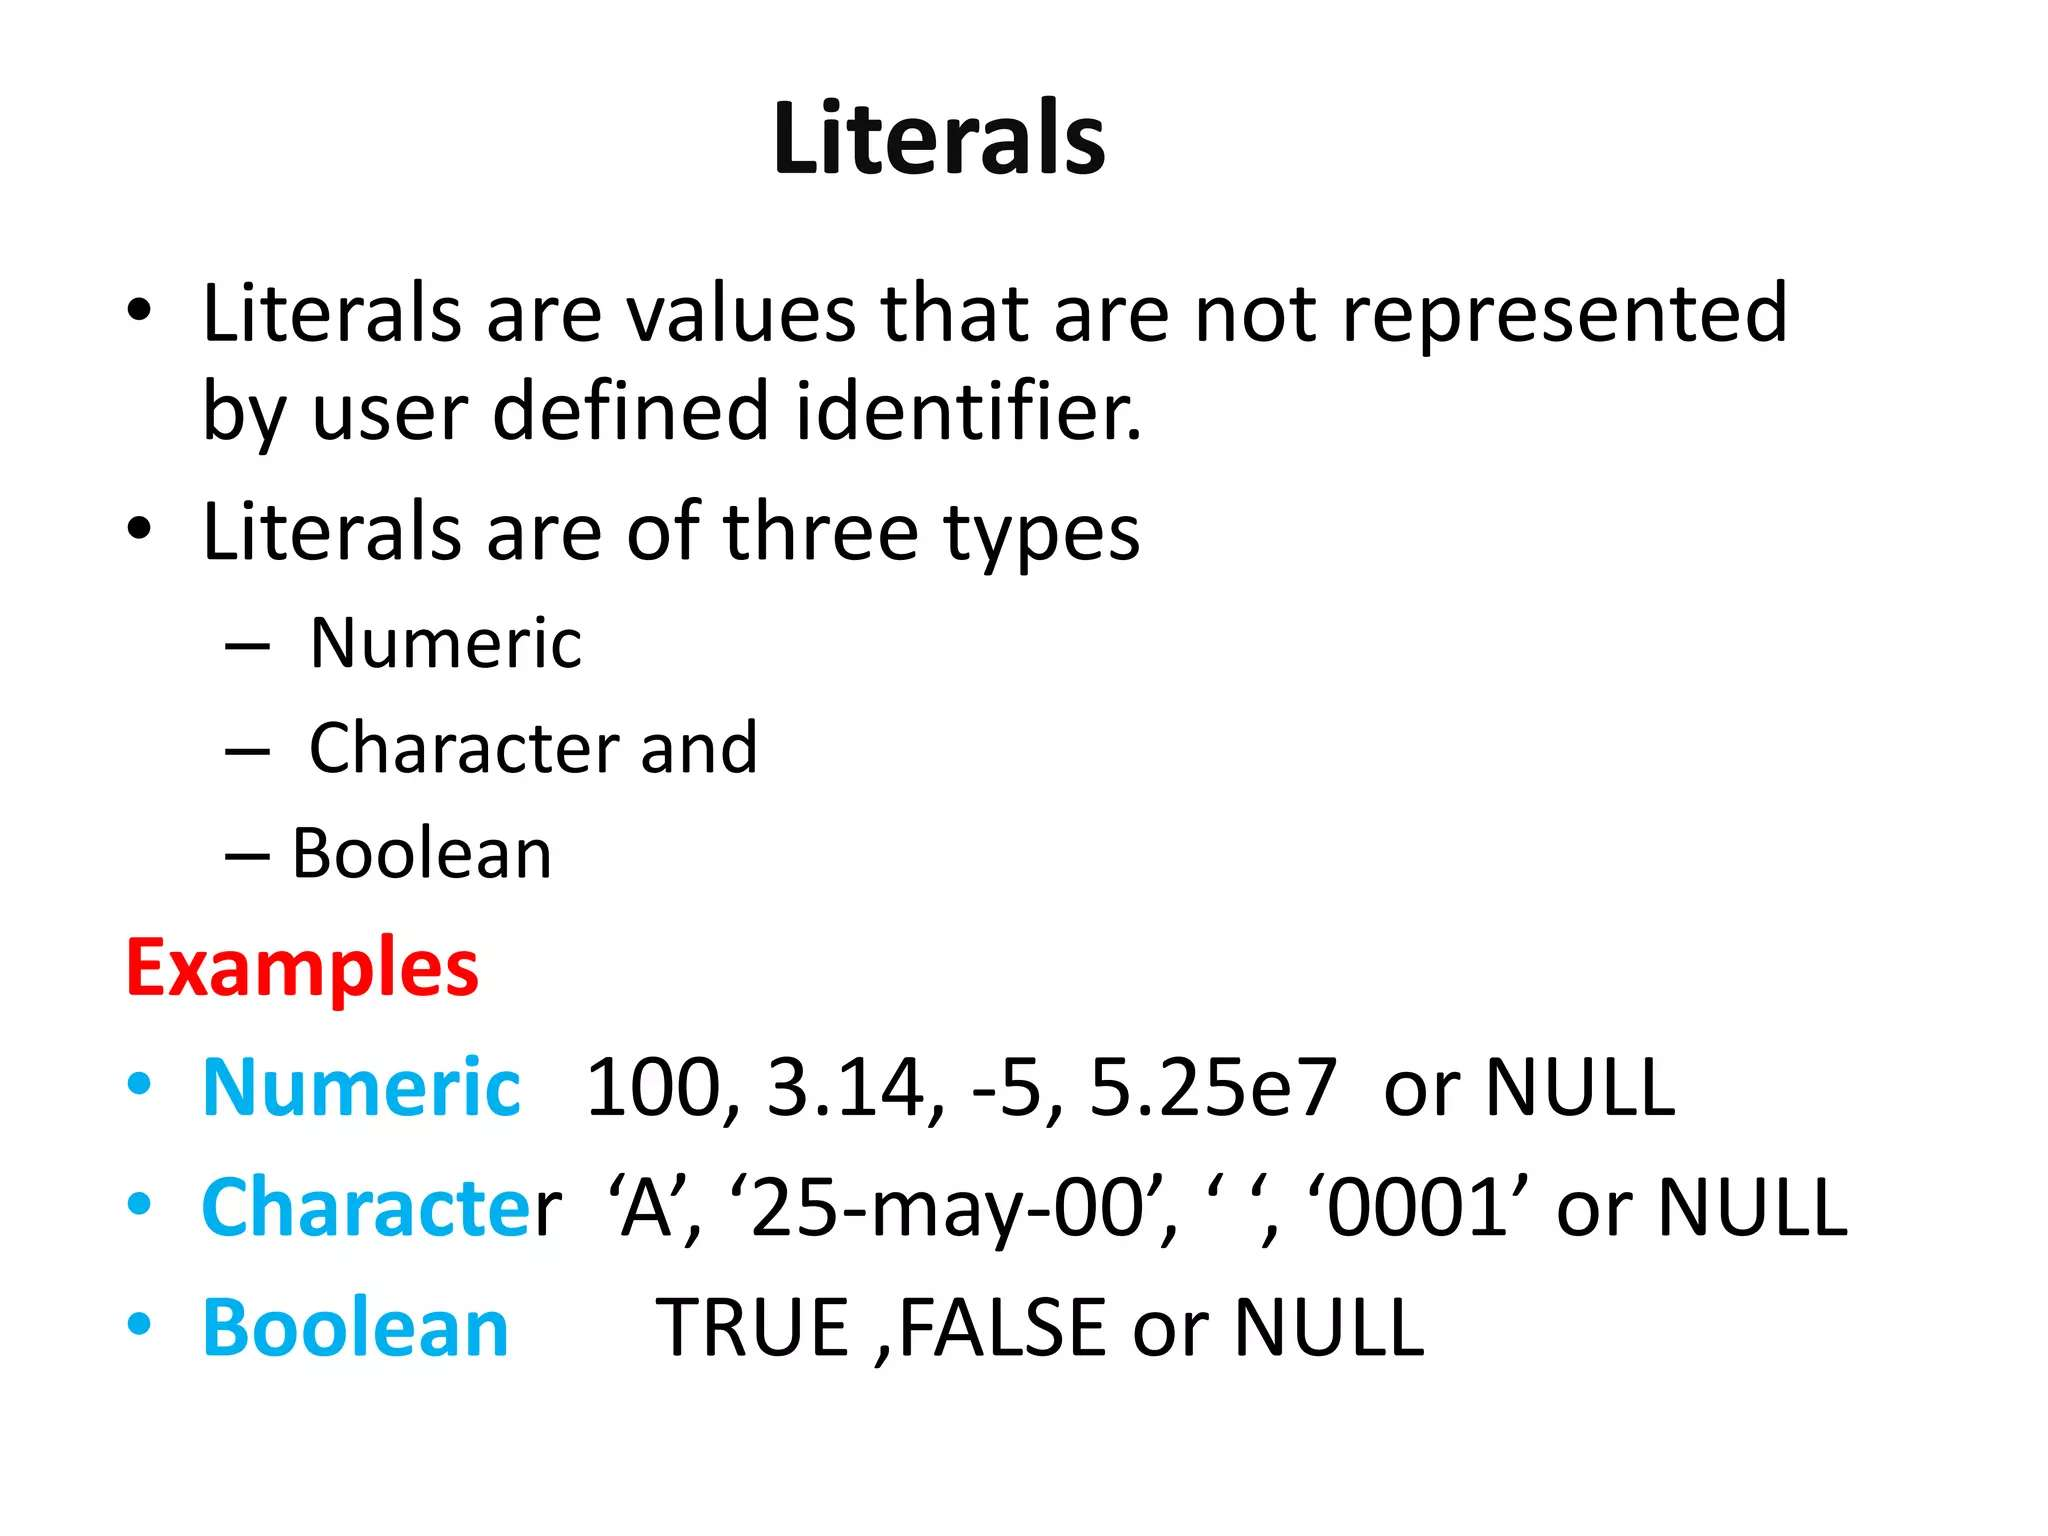 Literals
• Literals are values that are not represented
by user defined identifier.
• Literals are of three types
– Numeric
– Character and
– Boolean
Examples
• Numeric 100, 3.14, -5, 5.25e7 or NULL
• Character ‘A’, ‘25-may-00’, ‘ ‘, ‘0001’ or NULL
• Boolean TRUE ,FALSE or NULL